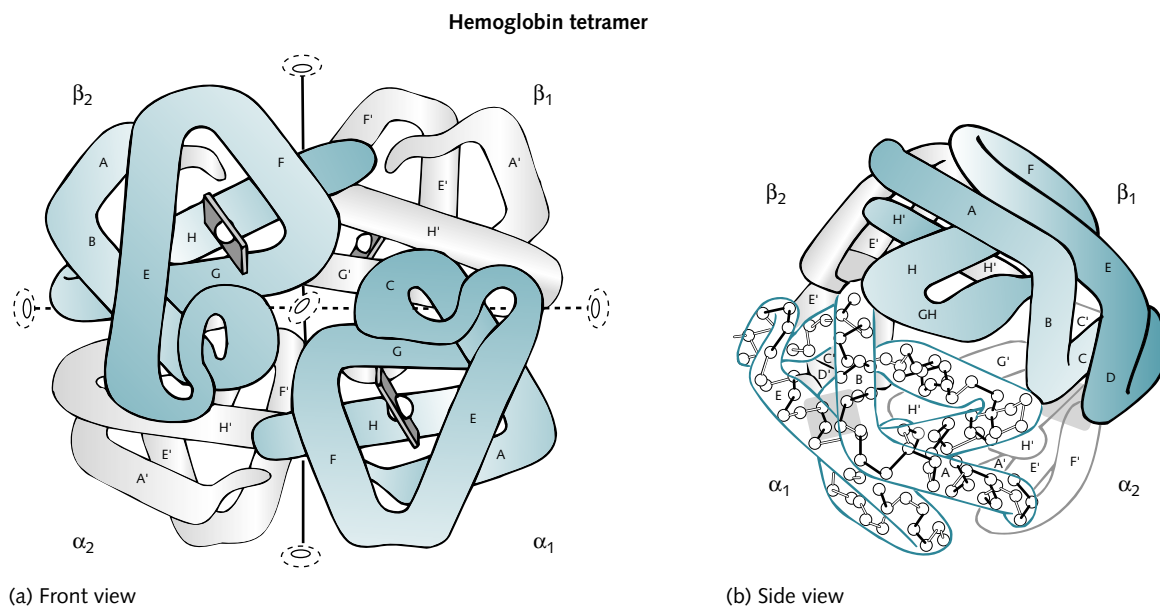 Hemoglobin tetramer
β2 β1
F'
A A'
F
E'
B H H'
E G G' C
G
F'
H' H E
E' F A
A'
α2 α1
(a) Front view
F
β2 A β1
H'
E'
H H' E
E'
GH B C'
G' C
C' D
D' B
E H'
H'
A A' E' F'
α1 α2
(b) Side view